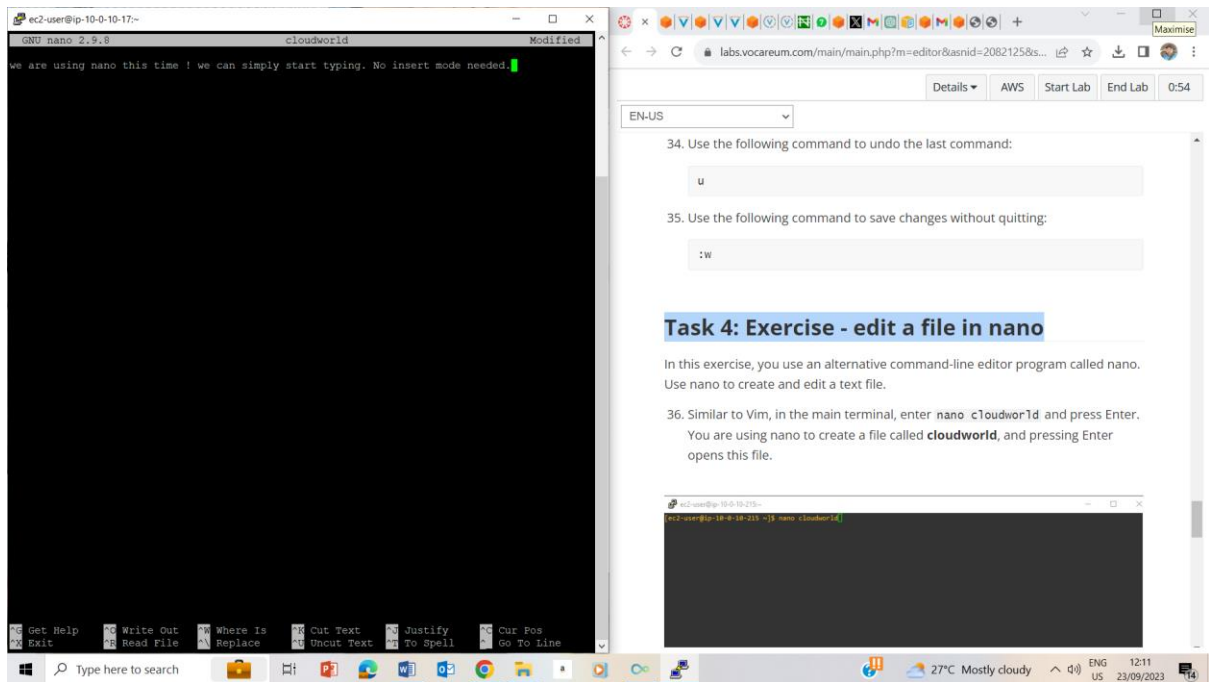 ec2-user@ip-10-0-10-17:~
GNU nano 2.9.8 cloudworld Modified
we are using nano this time ! we can simply start typing. No insert mode needed.
^G Get Help ^O Write Out ^W Where Is ^K Cut Text ^J Justify ^C Cur Pos
^X Exit ^R Read File ^\ Replace ^U Uncut Text ^T To Spell ^_ Go To Line
Maximise
labs.vocareum.com/main/main.php?m=editor&asnid=2082125&s...
Details AWS Start Lab End Lab 0:54
EN-US
34. Use the following command to undo the last command:
u
35. Use the following command to save changes without quitting:
:w
Task 4: Exercise - edit a file in nano
In this exercise, you use an alternative command-line editor program called nano.
Use nano to create and edit a text file.
36. Similar to Vim, in the main terminal, enter nano cloudworld and press Enter.
You are using nano to create a file called cloudworld, and pressing Enter
opens this file.
ec2-user@ip-10-0-10-215:~
[ec2-user@ip-10-0-10-215 ~]$ nano cloudworld
Type here to search
27°C Mostly cloudy
ENG 12:11
US 23/09/2023
14